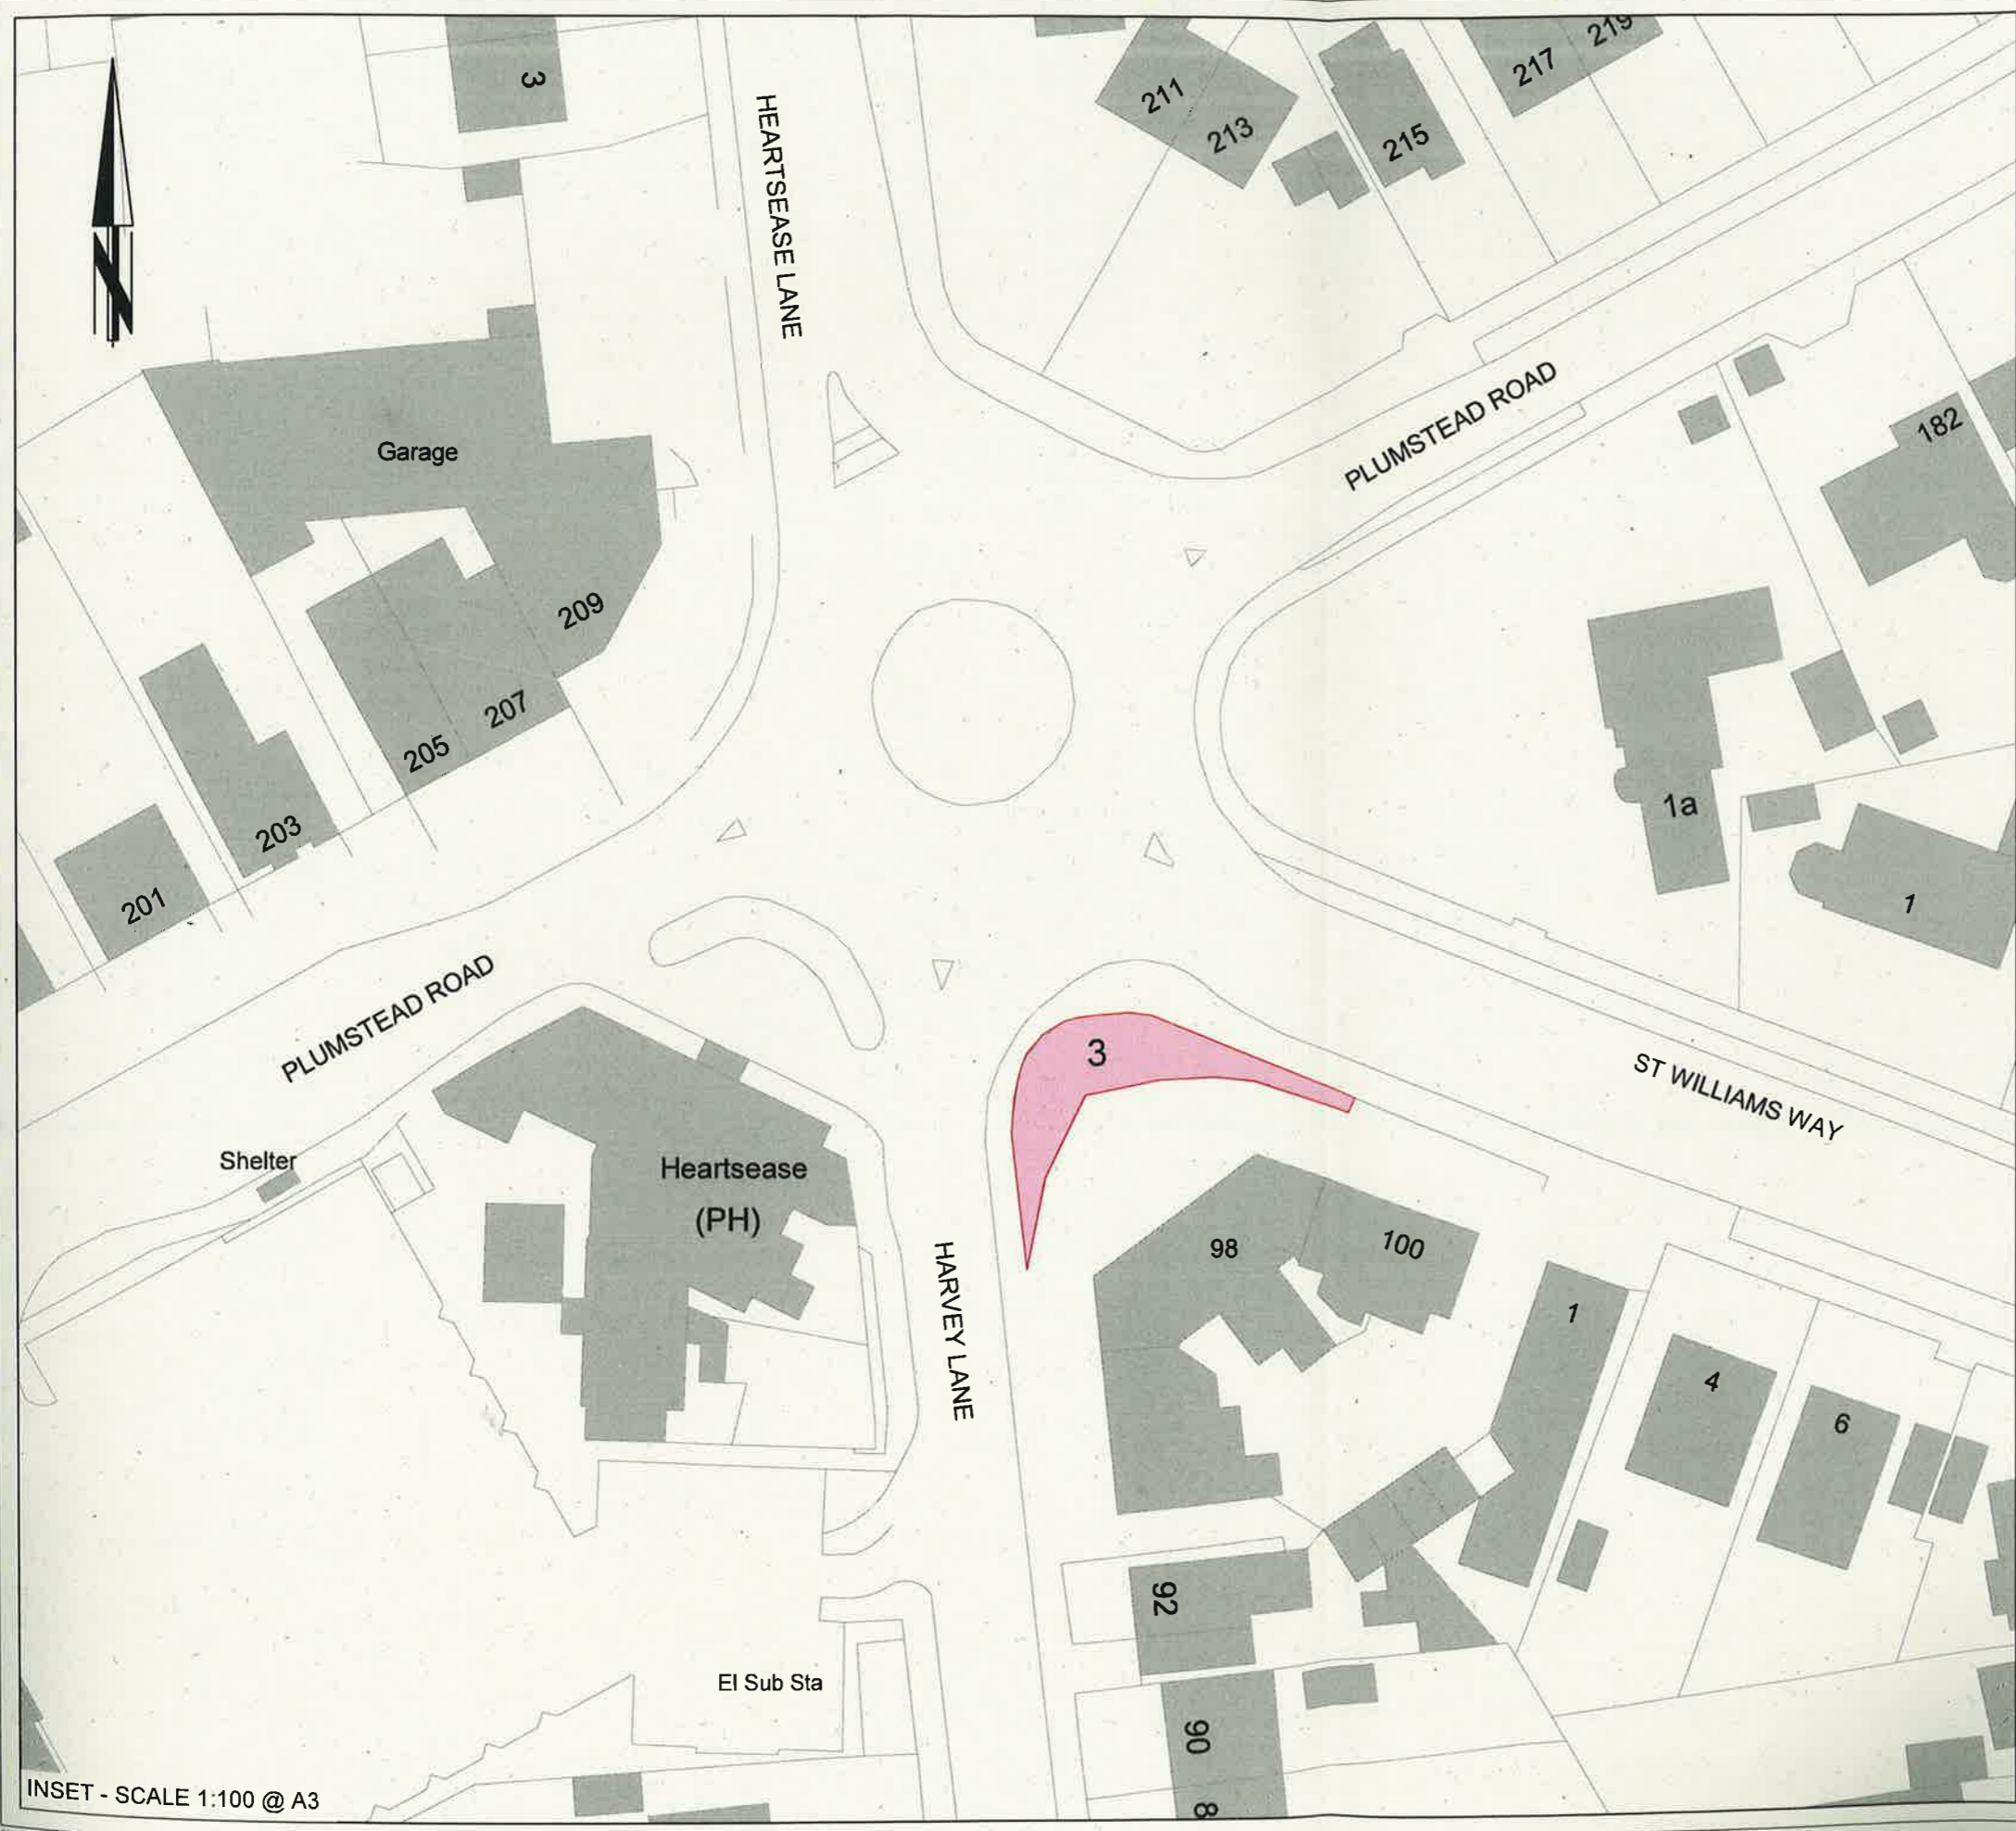 3
211
213
215
217
219
N
HEARTSEASE LANE
PLUMSTEAD ROAD
182
Garage
209
207
205
203
201
1a
1
PLUMSTEAD ROAD
3
ST WILLIAMS WAY
Shelter
Heartsease
(PH)
HARVEY LANE
98
100
1
4
6
92
El Sub Sta
90
8
INSET - SCALE 1:100 @ A3